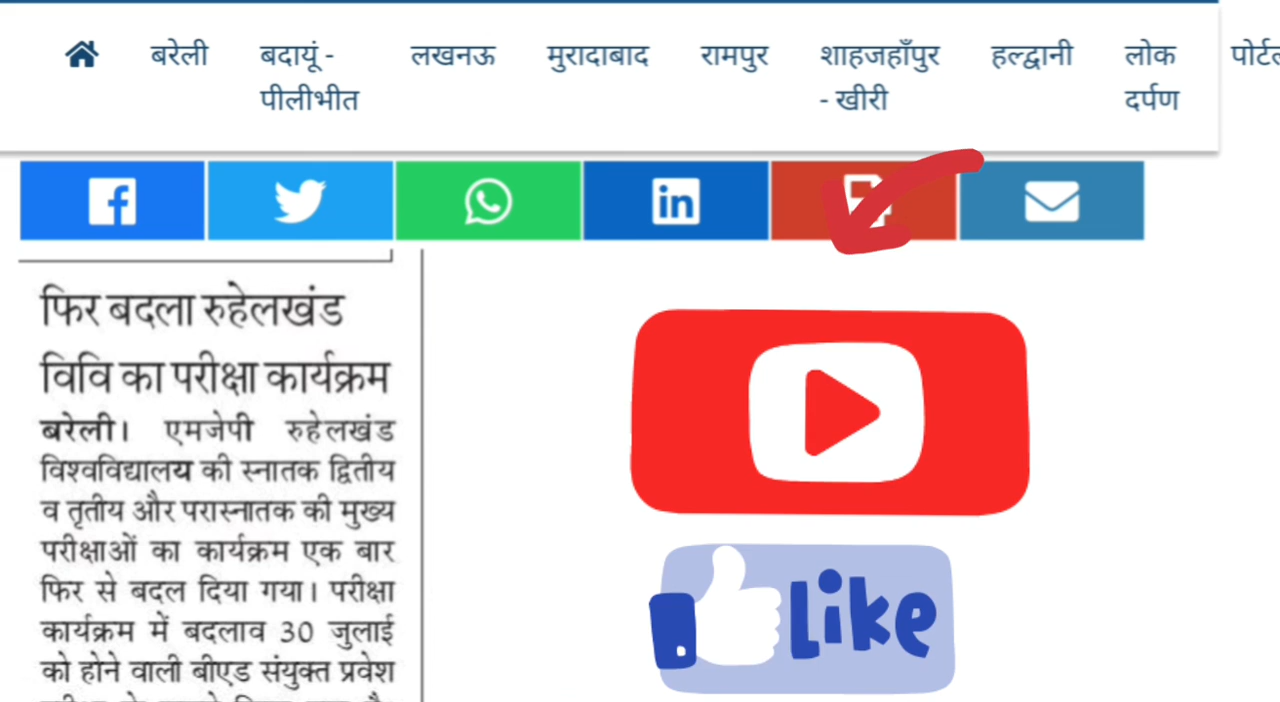 बरेली बदायूं - लखनऊ मुरादाबाद रामपुर शाहजहाँपुर हल्द्वानी लोक
पीलीभीत - खीरी दर्पण
फिर बदला रुहेलखंड
विवि का परीक्षा कार्यक्रम
बरेली। एमजेपी रुहेलखंड
विश्वविद्यालय की स्नातक द्वितीय
व तृतीय और परास्नातक की मुख्य
परीक्षाओं का कार्यक्रम एक बार
फिर से बदल दिया गया। परीक्षा
कार्यक्रम में बदलाव 30 जुलाई
को होने वाली बीएड संयुक्त प्रवेश
Like